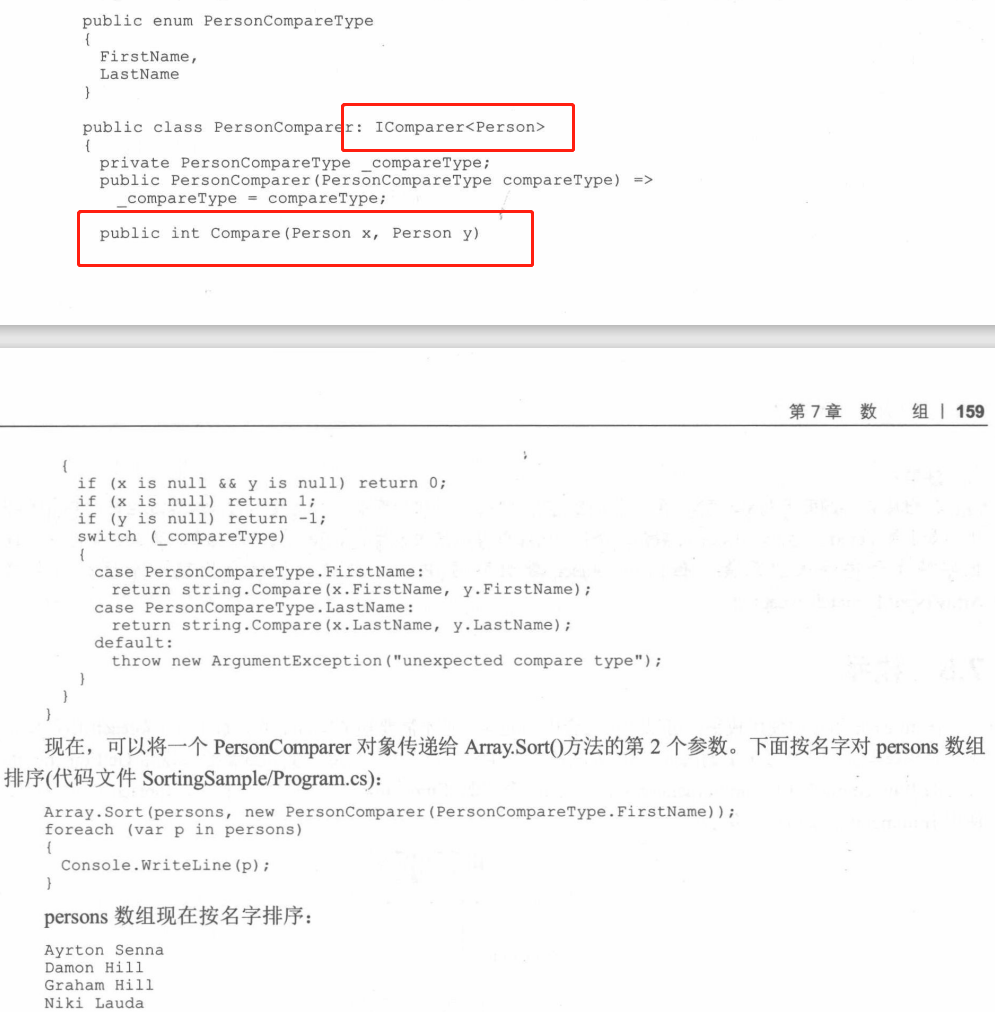 public enum PersonCompareType
{
FirstName,
LastName
}
public class PersonComparer: IComparer<Person>
{
private PersonCompareType _compareType;
public PersonComparer(PersonCompareType compareType) =>
_compareType = compareType;
public int Compare(Person x, Person y)
第 7 章 数 组 | 159
{
if (x is null && y is null) return 0;
if (x is null) return 1;
if (y is null) return -1;
switch (_compareType)
{
case PersonCompareType.FirstName:
return string.Compare(x.FirstName, y.FirstName);
case PersonCompareType.LastName:
return string.Compare(x.LastName, y.LastName);
default:
throw new ArgumentException("unexpected compare type");
}
}
}
现在，可以将一个 PersonComparer 对象传递给 Array.Sort()方法的第 2 个参数。下面按名字对 persons 数组
排序(代码文件 SortingSample/Program.cs)：
Array.Sort(persons, new PersonComparer(PersonCompareType.FirstName));
foreach (var p in persons)
{
Console.WriteLine(p);
}
persons 数组现在按名字排序：
Ayrton Senna
Damon Hill
Graham Hill
Niki Lauda